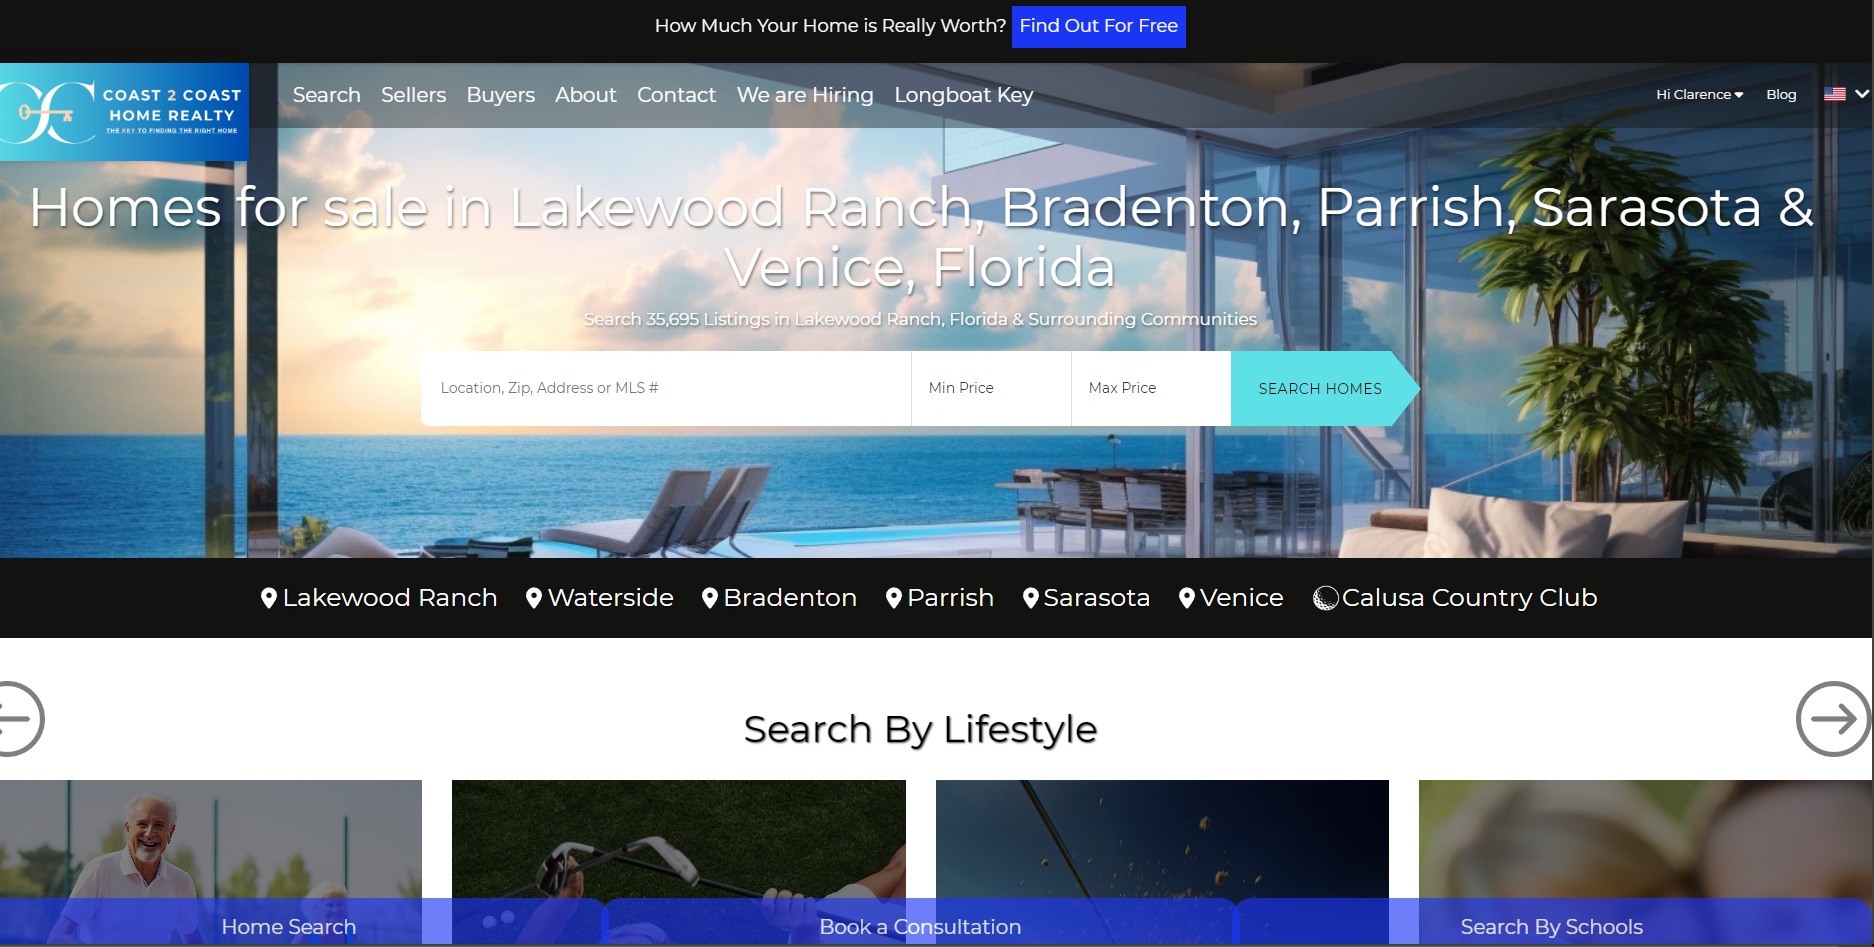 How Much Your Home is Really Worth? Find Out For Free
COAST 2 COAST
HOME REALTY
THE KEY TO FINDING THE RIGHT HOME
Search Sellers Buyers About Contact We are Hiring Longboat Key
Hi Clarence Blog
Homes for sale in Lakewood Ranch, Bradenton, Parrish, Sarasota &
Venice, Florida
Search 35,695 Listings in Lakewood Ranch, Florida & Surrounding Communities
Location, Zip, Address or MLS # Min Price Max Price SEARCH HOMES
Lakewood Ranch Waterside Bradenton Parrish Sarasota Venice Calusa Country Club
Search By Lifestyle
Home Search Book a Consultation Search By Schools